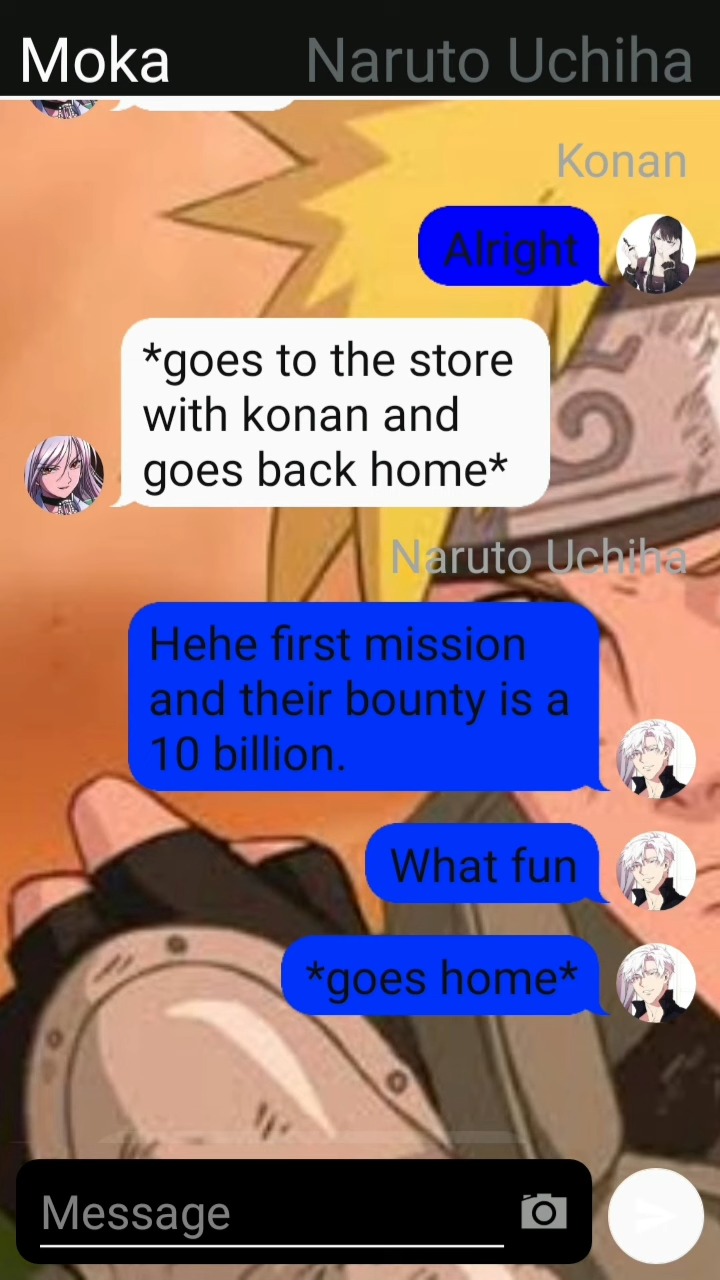 Moka
Naruto Uchiha
Konan
Alright
*goes to the store
with konan and
goes back home*
Naruto Uchiha
Hehe first mission
and their bounty is a
10 billion.
What fun
*goes home*
Message